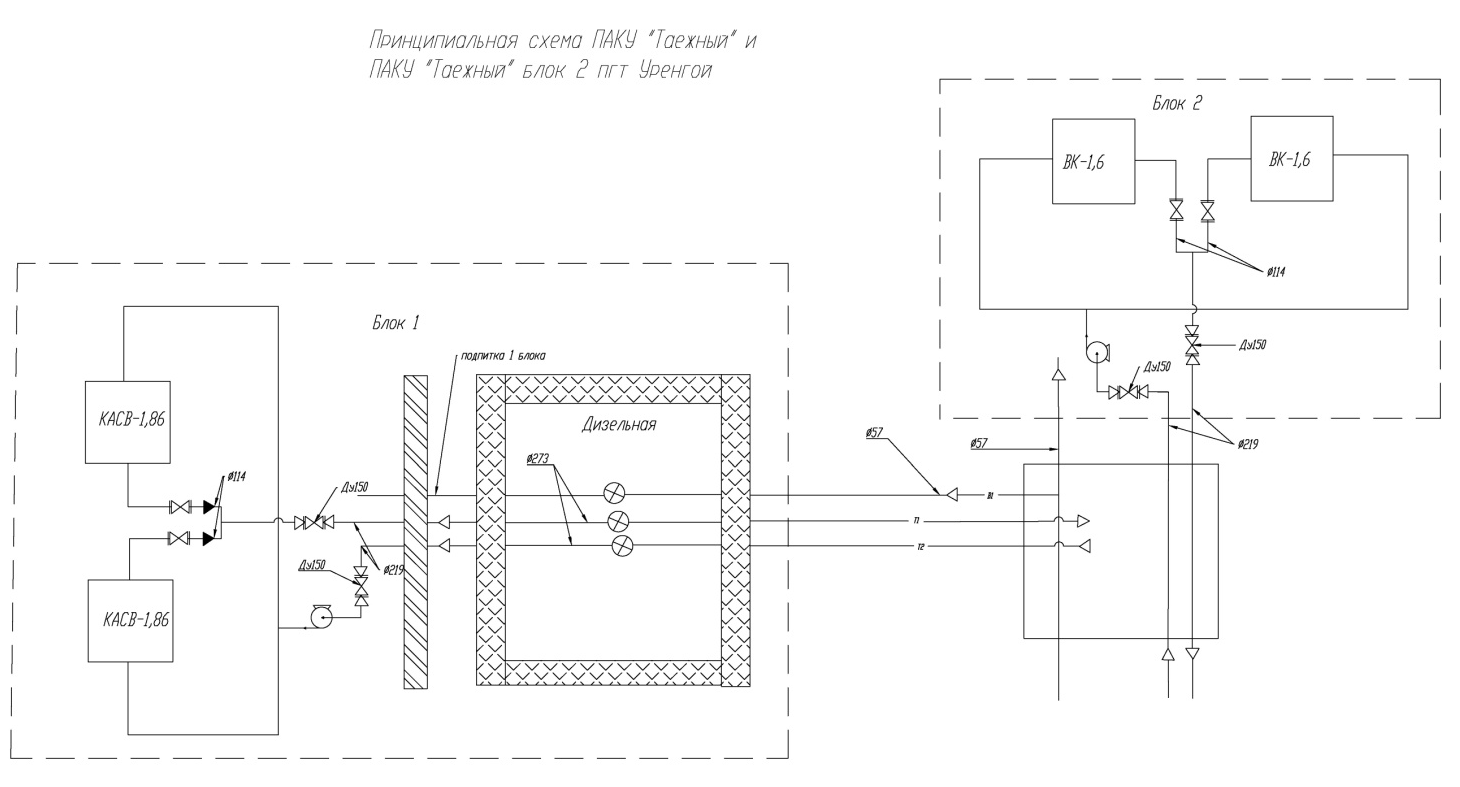 Принципиальная схема ПАКУ "Таежный" и
ПАКУ "Таежный" блок 2 пгт Уренгой
Блок 2
ВК-1,6
ВК-1,6
Ø114
Ду150
Ду150
Ø219
Ø57
Ø57
Блок 1
подпитка 1 блока
КАСВ-1,86
Дизельная
Ø273
Ø114
Ду150
В1
Т1
Т2
Ду150
Ø219
КАСВ-1,86